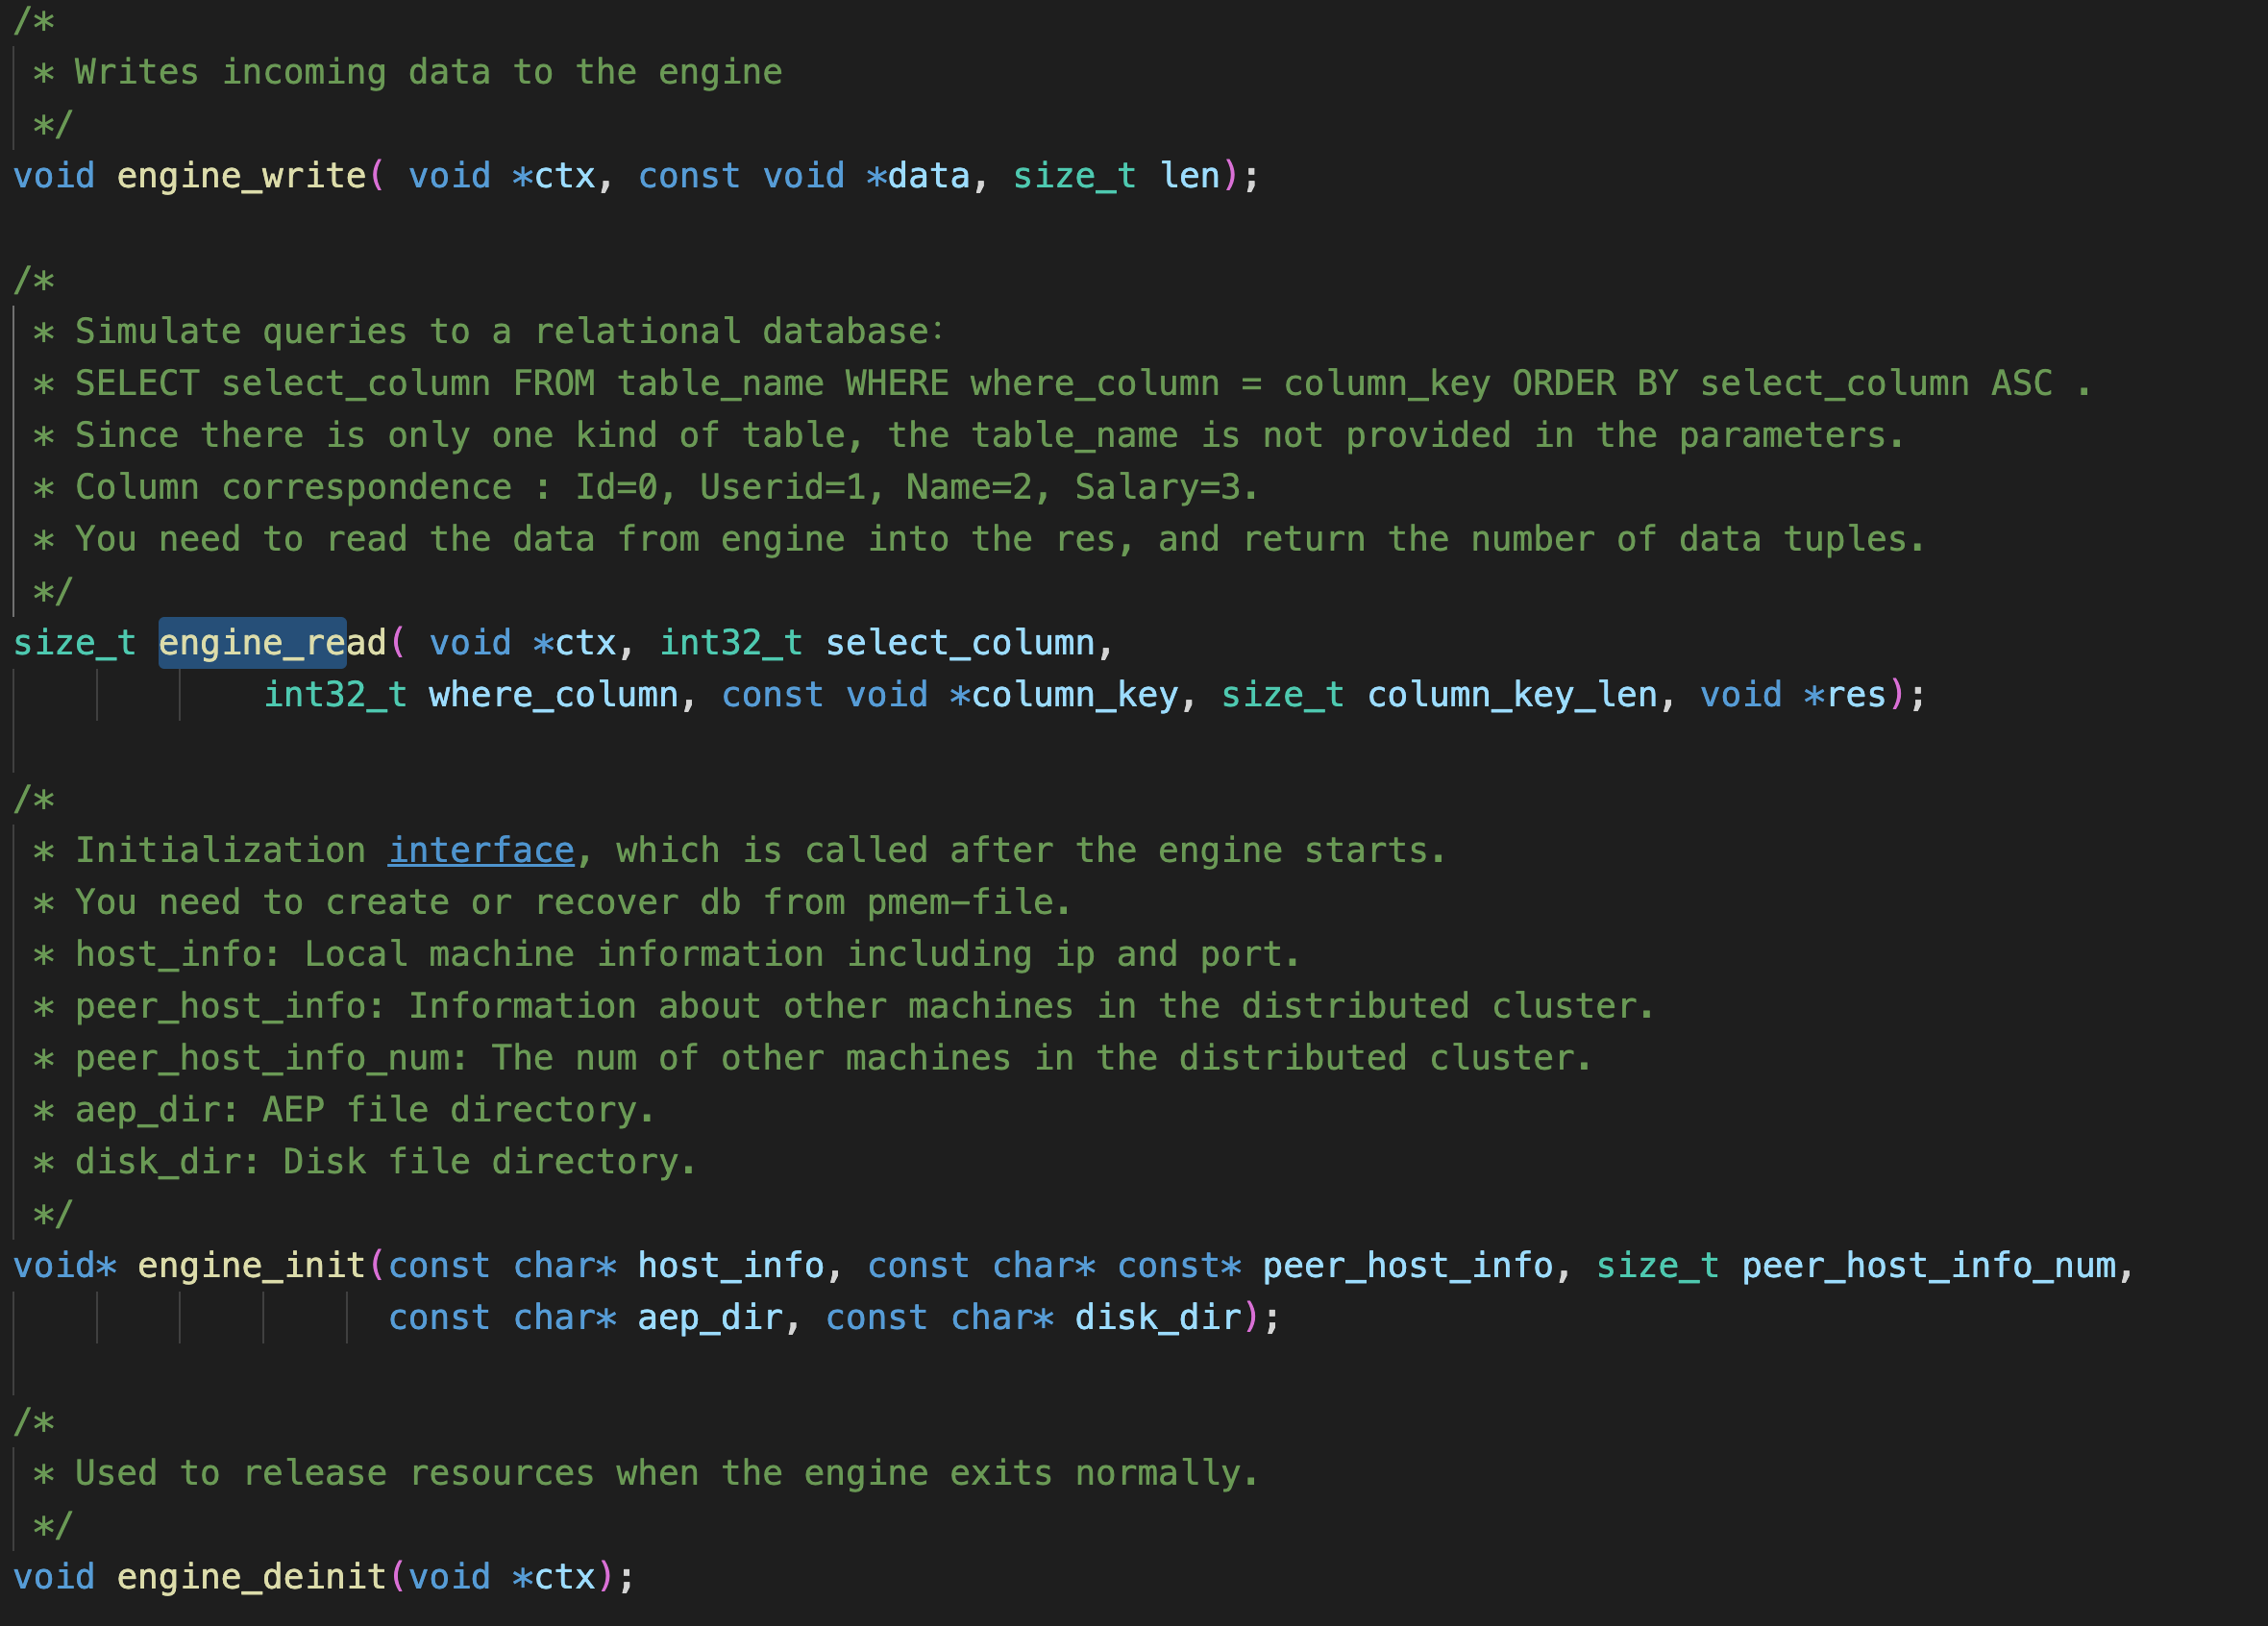 /*
 * Writes incoming data to the engine
 */
void engine_write( void *ctx, const void *data, size_t len);
/*
 * Simulate queries to a relational database:
 * SELECT select_column FROM table_name WHERE where_column = column_key ORDER BY select_column ASC .
 * Since there is only one kind of table, the table_name is not provided in the parameters.
 * Column correspondence : Id=0, Userid=1, Name=2, Salary=3.
 * You need to read the data from engine into the res, and return the number of data tuples.
 */
size_t engine_read( void *ctx, int32_t select_column,
            int32_t where_column, const void *column_key, size_t column_key_len, void *res);
/*
 * Initialization interface, which is called after the engine starts.
 * You need to create or recover db from pmem-file.
 * host_info: Local machine information including ip and port.
 * peer_host_info: Information about other machines in the distributed cluster.
 * peer_host_info_num: The num of other machines in the distributed cluster.
 * aep_dir: AEP file directory.
 * disk_dir: Disk file directory.
 */
void* engine_init(const char* host_info, const char* const* peer_host_info, size_t peer_host_info_num,
                  const char* aep_dir, const char* disk_dir);
/*
 * Used to release resources when the engine exits normally.
 */
void engine_deinit(void *ctx);